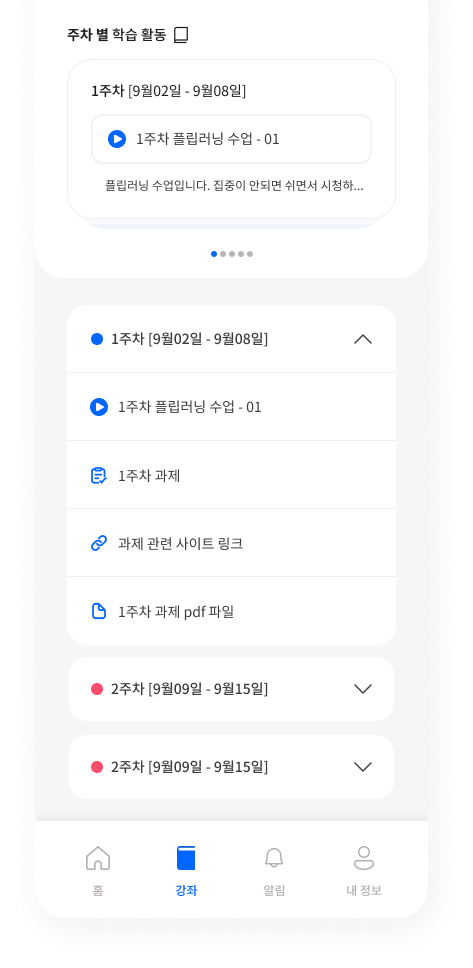 주차 별 학습 활동
1주차 [9월02일 - 9월08일]
1주차 플립러닝 수업 - 01
플립러닝 수업입니다. 집중이 안되면 쉬면서 시청하...
1주차 [9월02일 - 9월08일]
1주차 플립러닝 수업 - 01
1주차 과제
과제 관련 사이트 링크
1주차 과제 pdf 파일
2주차 [9월09일 - 9월15일]
2주차 [9월09일 - 9월15일]
홈 강좌 알림 내 정보